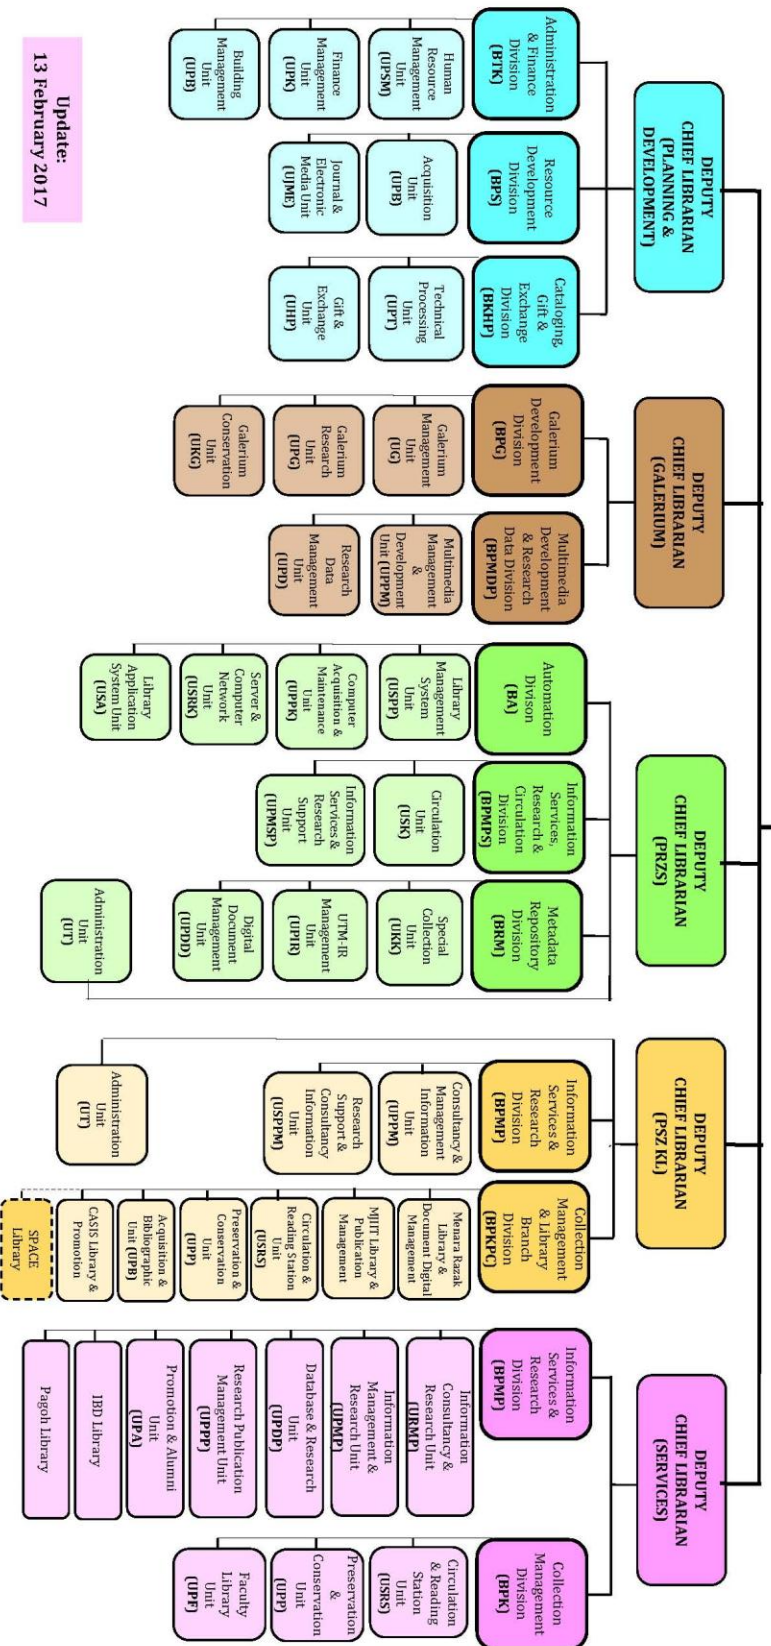 DEPUTY
CHIEF LIBRARIAN
(PLANNING &
DEVELOPMENT)
Administration
& Finance
Division
(BTK)
Human
Resource
Management
Unit
(UPSM)
Finance
Management
Unit
(UPK)
Building
Management
Unit
(UPB)
Resource
Development
Division
(BPS)
Acquisition
Unit
(UPB)
Journal &
Electronic
Media Unit
(UJME)
Cataloging,
Gift &
Exchange
Division
(BKHP)
Technical
Processing
Unit
(UPT)
Gift &
Exchange
Unit
(UHP)
DEPUTY
CHIEF LIBRARIAN
(GALERIUM)
Galerium
Development
Division
(BPG)
Galerium
Management
Unit
(UG)
Galerium
Research
Unit
(UPG)
Galerium
Conservation
Unit
(UKG)
Multimedia
Development
& Research
Data Division
(BPMDP)
Multimedia
Management
&
Development
Unit (UPPM)
Research
Data
Management
Unit
(UPD)
DEPUTY
CHIEF LIBRARIAN
(PRZS)
Automation
Divison
(BA)
Library
Management
System
Unit
(USPP)
Computer
Acquisition &
Maintenance
Unit
(UPPK)
Server &
Computer
Network
Unit
(USRK)
Library
Application
System Unit
(USA)
Information
Services,
Research &
Circulation
Division
(BPMPS)
Circulation
Unit
(USK)
Information
Services &
Research
Support
Unit
(UPMSP)
Metadata
Repository
Division
(BRM)
Special
Collection
Unit
(UKK)
UTM-IR
Management
Unit
(UPIR)
Digital
Document
Management
Unit
(UPDD)
Administration
Unit
(UT)
DEPUTY
CHIEF LIBRARIAN
(PSZ KL)
Information
Services &
Research
Division
(BPMP)
Consultancy &
Management
Information
Unit
(UPPM)
Research
Support &
Consultancy
Information
Unit
(USPPM)
Administration
Unit
(UT)
Collection
Management
& Library
Branch
Division
(BPKPC)
Menara Razak
Library &
Document Digital
Management
MJIIT Library &
Publication
Management
Circulation &
Reading Station
Unit
(USRS)
Preservation &
Conservation
Unit
(UPP)
Acquisition &
Bibliographic
Unit (UPB)
CASIS Library &
Promotion
SPACE
Library
DEPUTY
CHIEF LIBRARIAN
(SERVICES)
Information
Services &
Research
Division
(BPMP)
Information
Consultancy &
Research Unit
(URMP)
Information
Management &
Research Unit
(UPMP)
Database & Research
Unit
(UPDP)
Research Publication
Management Unit
(UPPP)
Promotion & Alumni
Unit
(UPA)
IBD Library
Pagoh Library
Collection
Management
Division
(BPK)
Circulation
& Reading
Station
Unit
(USRS)
Preservation
&
Conservation
Unit
(UPP)
Faculty
Library
Unit
(UPF)
Update:
13 February 2017